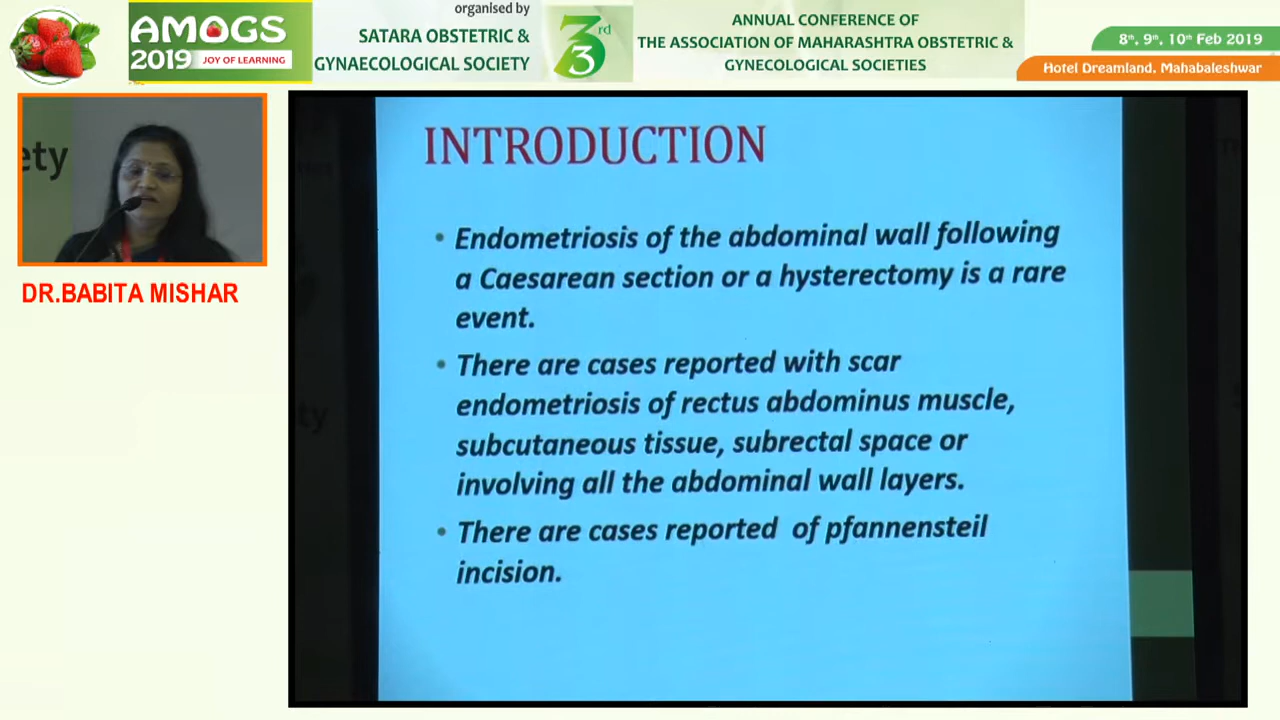 AMOGS
2019 JOY OF LEARNING
organised by
SATARA OBSTETRIC &
GYNAECOLOGICAL SOCIETY
33rd
ANNUAL CONFERENCE OF
THE ASSOCIATION OF MAHARASHTRA OBSTETRIC &
GYNECOLOGICAL SOCIETIES
8th, 9th, 10th Feb 2019
Hotel Dreamland, Mahabaleshwar
ety
DR.BABITA MISHAR
INTRODUCTION
• Endometriosis of the abdominal wall following
a Caesarean section or a hysterectomy is a rare
event.
• There are cases reported with scar
endometriosis of rectus abdominus muscle,
subcutaneous tissue, subrectal space or
involving all the abdominal wall layers.
• There are cases reported of pfannensteil
incision.